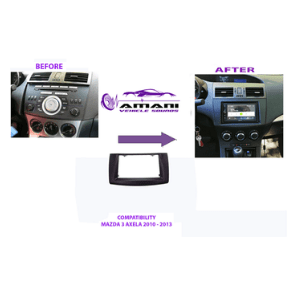 BEFORE
AFTER
AMANI
VEHICLE SOUNDS
COMPATIBILITY
MAZDA 3 AXELA 2010 - 2013